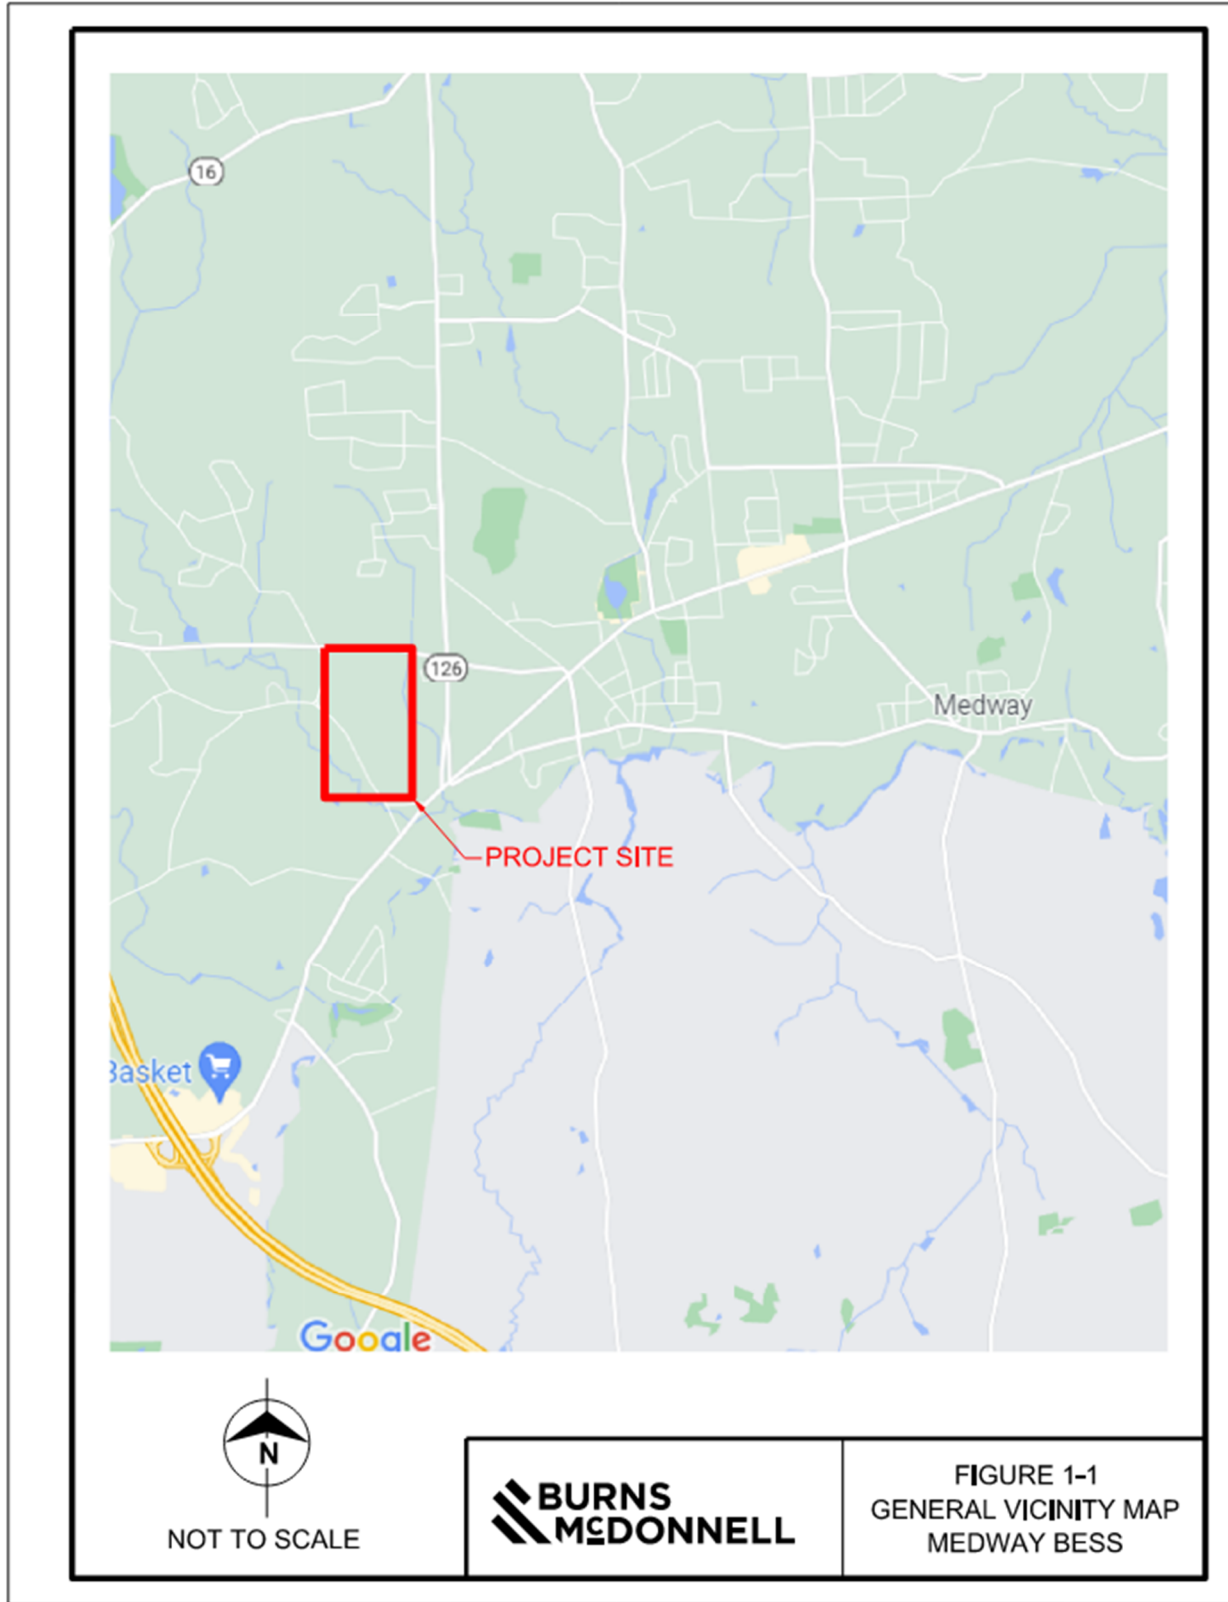 16
126
Medway
PROJECT SITE
Basket
Google
N
NOT TO SCALE
BURNS
McDONNELL
FIGURE 1-1
GENERAL VICINITY MAP
MEDWAY BESS